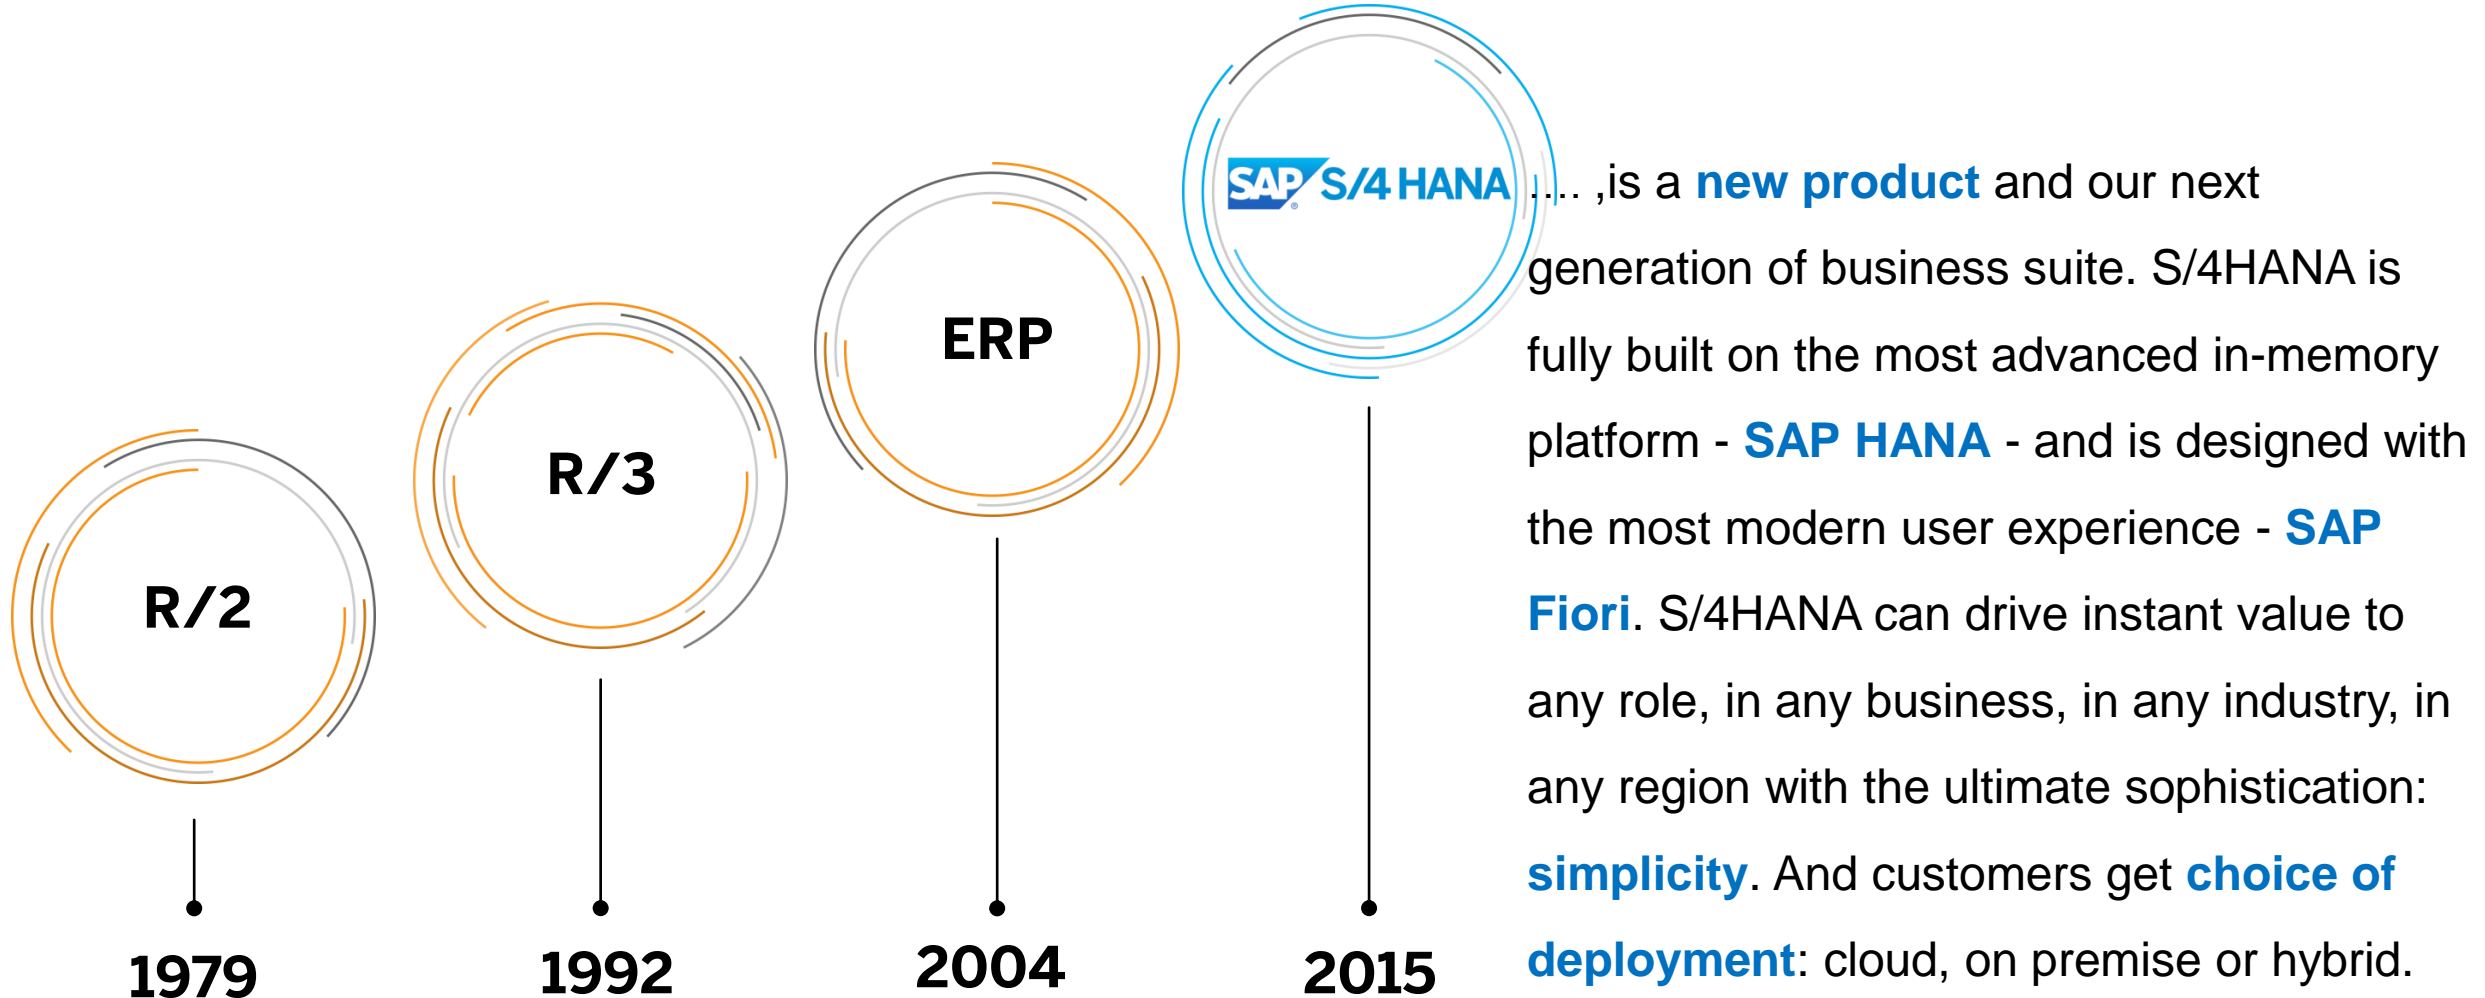 R/2
1979
R/3
1992
ERP
2004
SAP® S/4 HANA
2015
.... ,is a new product and our next
generation of business suite. S/4HANA is
fully built on the most advanced in-memory
platform - SAP HANA - and is designed with
the most modern user experience - SAP
Fiori. S/4HANA can drive instant value to
any role, in any business, in any industry, in
any region with the ultimate sophistication:
simplicity. And customers get choice of
deployment: cloud, on premise or hybrid.